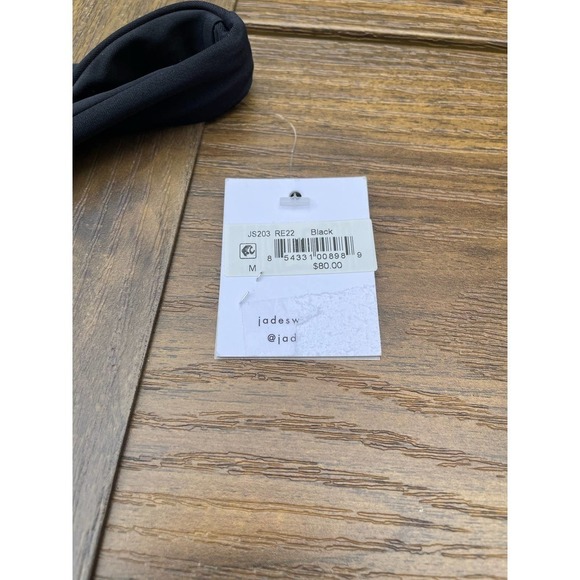 JS203 RE22 Black
8 54331 00898 9
M $80.00
jadesw
@jad